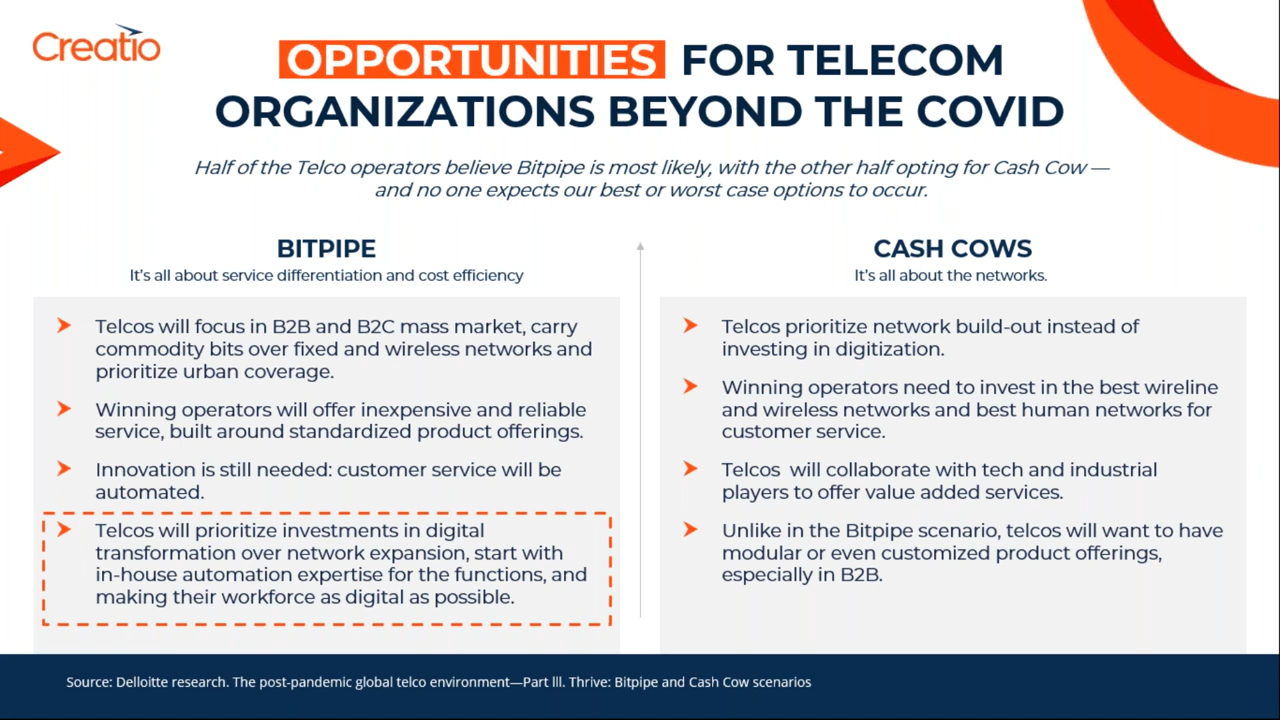 Creatio
OPPORTUNITIES FOR TELECOM
ORGANIZATIONS BEYOND THE COVID
Half of the Telco operators believe Bitpipe is most likely, with the other half opting for Cash Cow —
and no one expects our best or worst case options to occur.
BITPIPE
It's all about service differentiation and cost efficiency
Telcos will focus in B2B and B2C mass market, carry
commodity bits over fixed and wireless networks and
prioritize urban coverage.
Winning operators will offer inexpensive and reliable
service, built around standardized product offerings.
Innovation is still needed: customer service will be
automated.
Telcos will prioritize investments in digital
transformation over network expansion, start with
in-house automation expertise for the functions, and
making their workforce as digital as possible.
CASH COWS
It's all about the networks.
Telcos prioritize network build-out instead of
investing in digitization.
Winning operators need to invest in the best wireline
and wireless networks and best human networks for
customer service.
Telcos  will collaborate with tech and industrial
players to offer value added services.
Unlike in the Bitpipe scenario, telcos will want to have
modular or even customized product offerings,
especially in B2B.
Source: Delloitte research. The post-pandemic global telco environment—Part III. Thrive: Bitpipe and Cash Cow scenarios